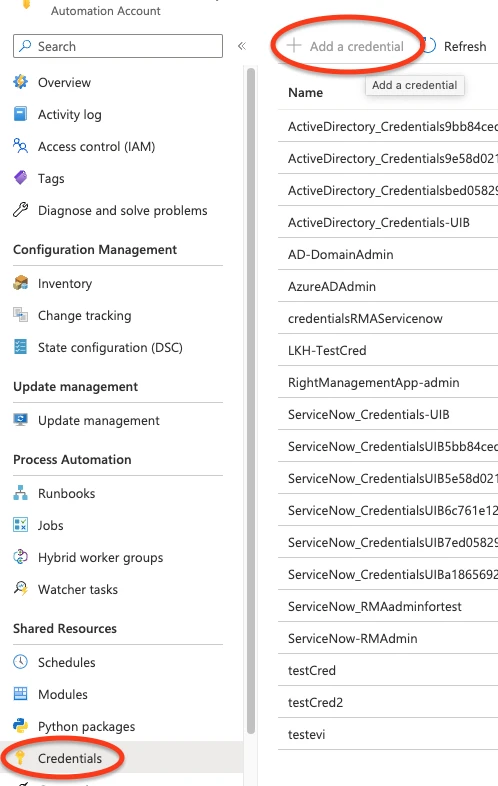 Automation Account
Search
Overview
Activity log
Access control (IAM)
Tags
Diagnose and solve problems
Configuration Management
Inventory
Change tracking
State configuration (DSC)
Update management
Update management
Process Automation
Runbooks
Jobs
Hybrid worker groups
Watcher tasks
Shared Resources
Schedules
Modules
Python packages
Credentials
Add a credential
Refresh
Add a credential
Name
ActiveDirectory_Credentials9bb84cec
ActiveDirectory_Credentials9e58d021
ActiveDirectory_Credentialsbed05829
ActiveDirectory_Credentials-UIB
AD-DomainAdmin
AzureADAdmin
credentialsRMAServicenow
LKH-TestCred
RightManagementApp-admin
ServiceNow_Credentials-UIB
ServiceNow_CredentialsUIB5bb84cec
ServiceNow_CredentialsUIB5e58d021
ServiceNow_CredentialsUIB6c761e12
ServiceNow_CredentialsUIB7ed05829
ServiceNow_CredentialsUIBa1865692
ServiceNow_RMAadminfortest
ServiceNow-RMAdmin
testCred
testCred2
testevi